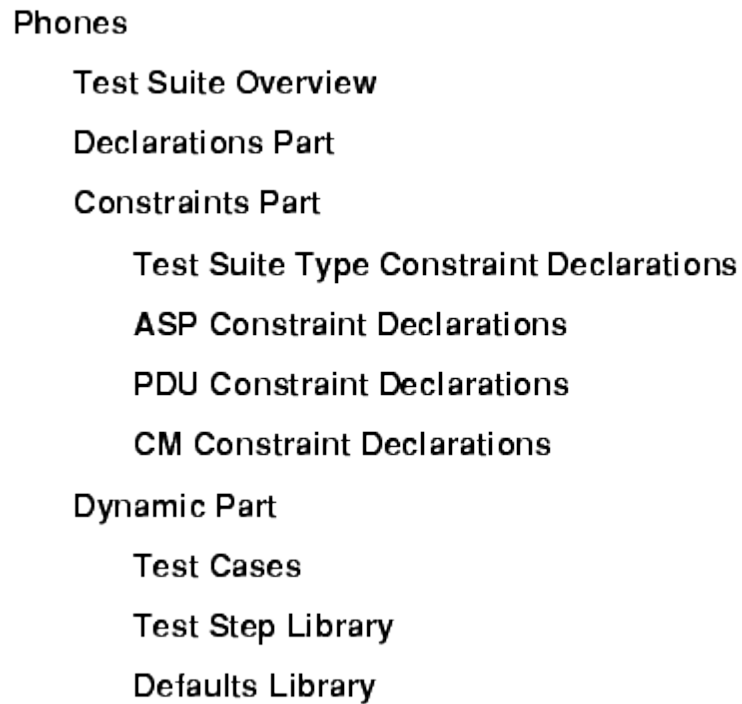 Phones
Test Suite Overview
Declarations Part
Constraints Part
Test Suite Type Constraint Declarations
ASP Constraint Declarations
PDU Constraint Declarations
CM Constraint Declarations
Dynamic Part
Test Cases
Test Step Library
Defaults Library